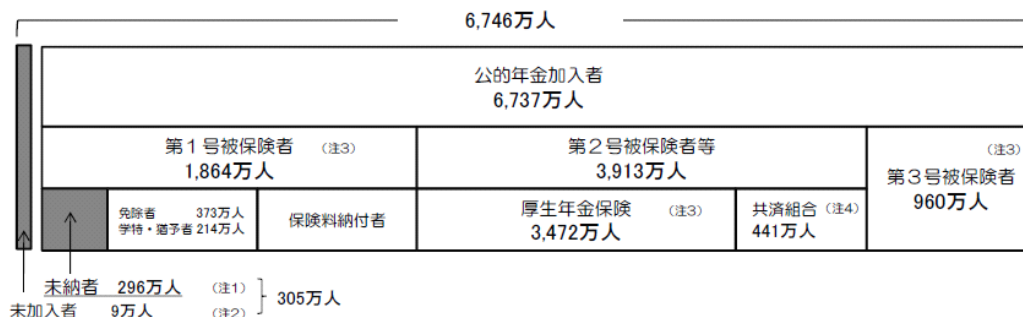 6,746万人
公的年金加入者
6,737万人
第1号被保険者 (注3)
1,864万人
第2号被保険者等
3,913万人
(注3)
第3号被保険者
960万人
免除者 373万人
学特・猶予者 214万人
保険料納付者
厚生年金保険 (注3)
3,472万人
共済組合 (注4)
441万人
未納者 296万人 (注1)
305万人
未加入者 9万人 (注2)